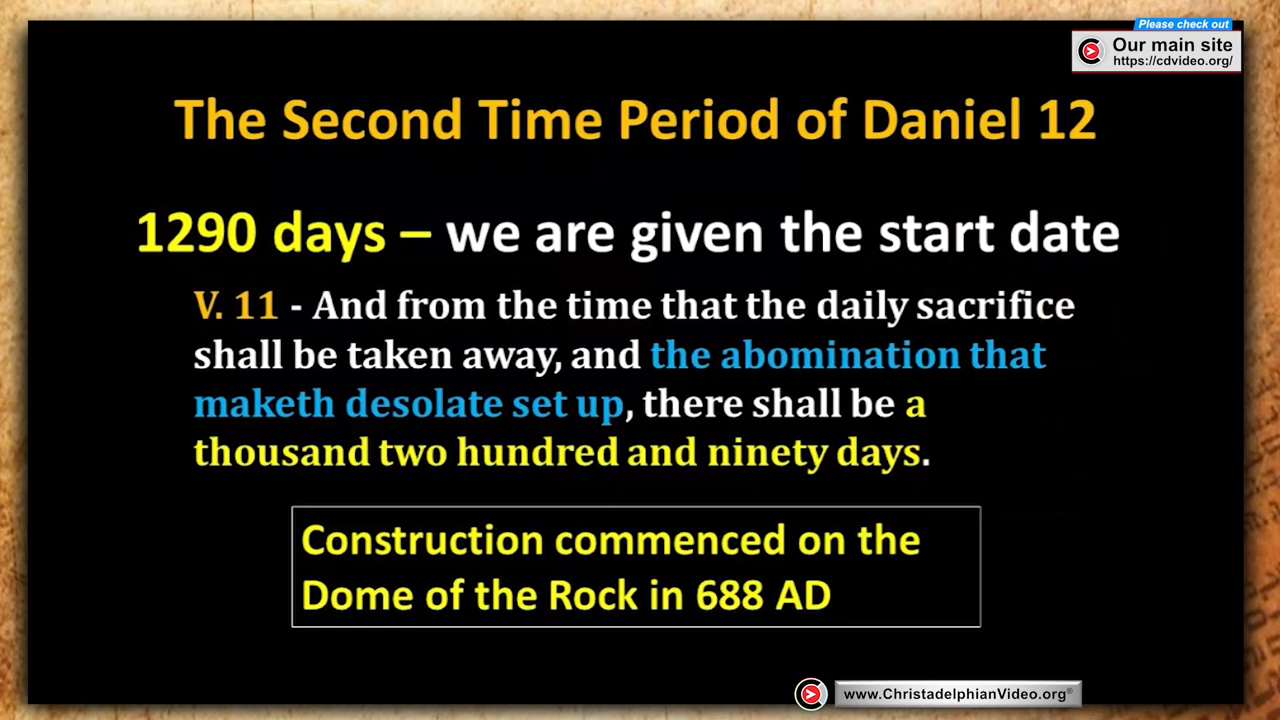 Please check out
Our main site
https://cdvideo.org/
The Second Time Period of Daniel 12
1290 days – we are given the start date
V. 11 - And from the time that the daily sacrifice
shall be taken away, and the abomination that
maketh desolate set up, there shall be a
thousand two hundred and ninety days.
Construction commenced on the
Dome of the Rock in 688 AD
www.ChristadelphianVideo.org®